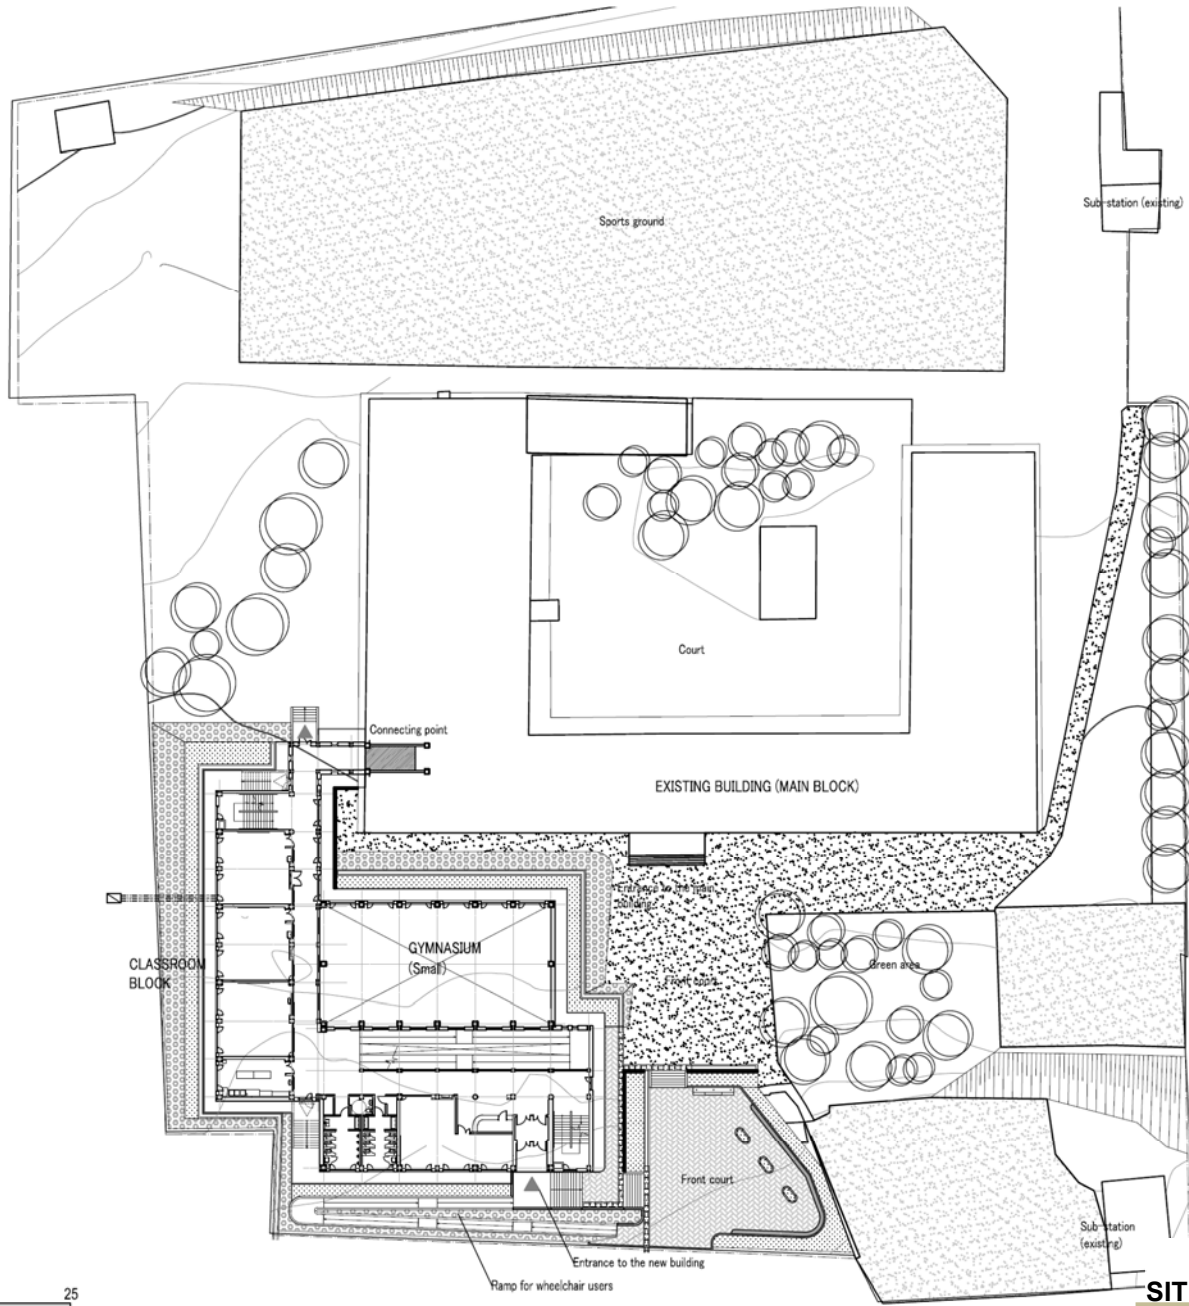 Sports ground
Sub-station (existing)
Court
Connecting point
EXISTING BUILDING (MAIN BLOCK)
Entrance to the main
building
GYMNASIUM
(Small)
CLASSROOM
BLOCK
Green area
Front court
Front court
Sub-station
(existing)
Entrance to the new building
Ramp for wheelchair users
25
SIT